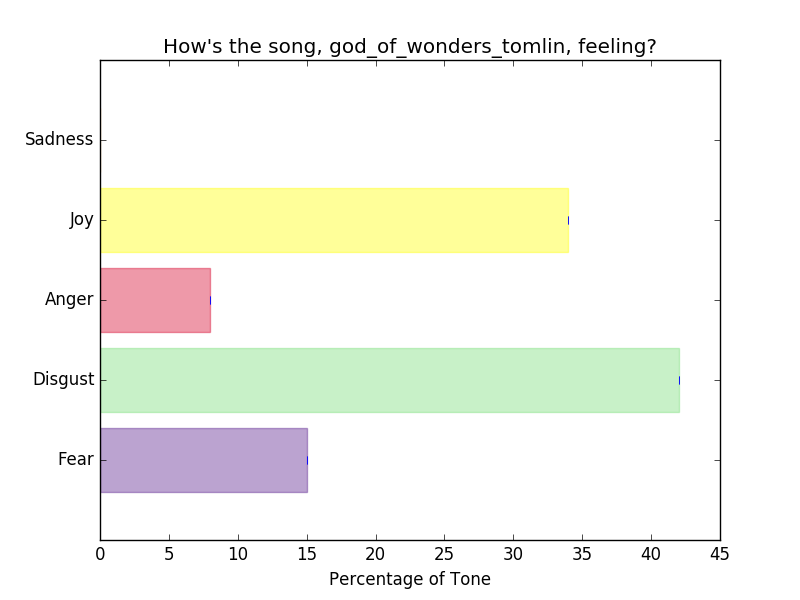 How's the song, god_of_wonders_tomlin, feeling?
Sadness
Joy
Anger
Disgust
Fear
0 5 10 15 20 25 30 35 40 45
Percentage of Tone